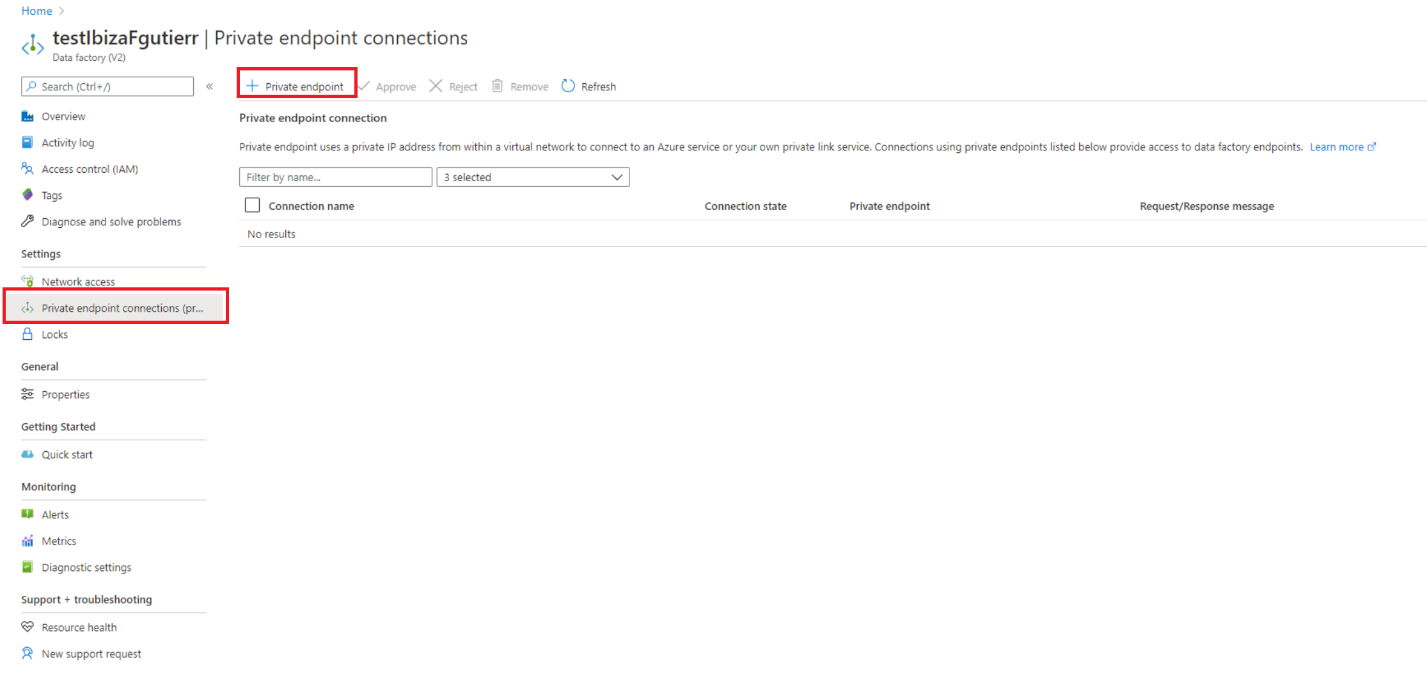 Home >
testIbizaFgutierr | Private endpoint connections
Data factory (V2)
Search (Ctrl+/)
«
+ Private endpoint
Approve
Reject
Remove
Refresh
Overview
Activity log
Access control (IAM)
Tags
Diagnose and solve problems
Settings
Network access
Private endpoint connections (pr...
Locks
General
Properties
Getting Started
Quick start
Monitoring
Alerts
Metrics
Diagnostic settings
Support + troubleshooting
Resource health
New support request
Private endpoint connection
Private endpoint uses a private IP address from within a virtual network to connect to an Azure service or your own private link service. Connections using private endpoints listed below provide access to data factory endpoints. Learn more
Filter by name...
3 selected
Connection name
Connection state
Private endpoint
Request/Response message
No results